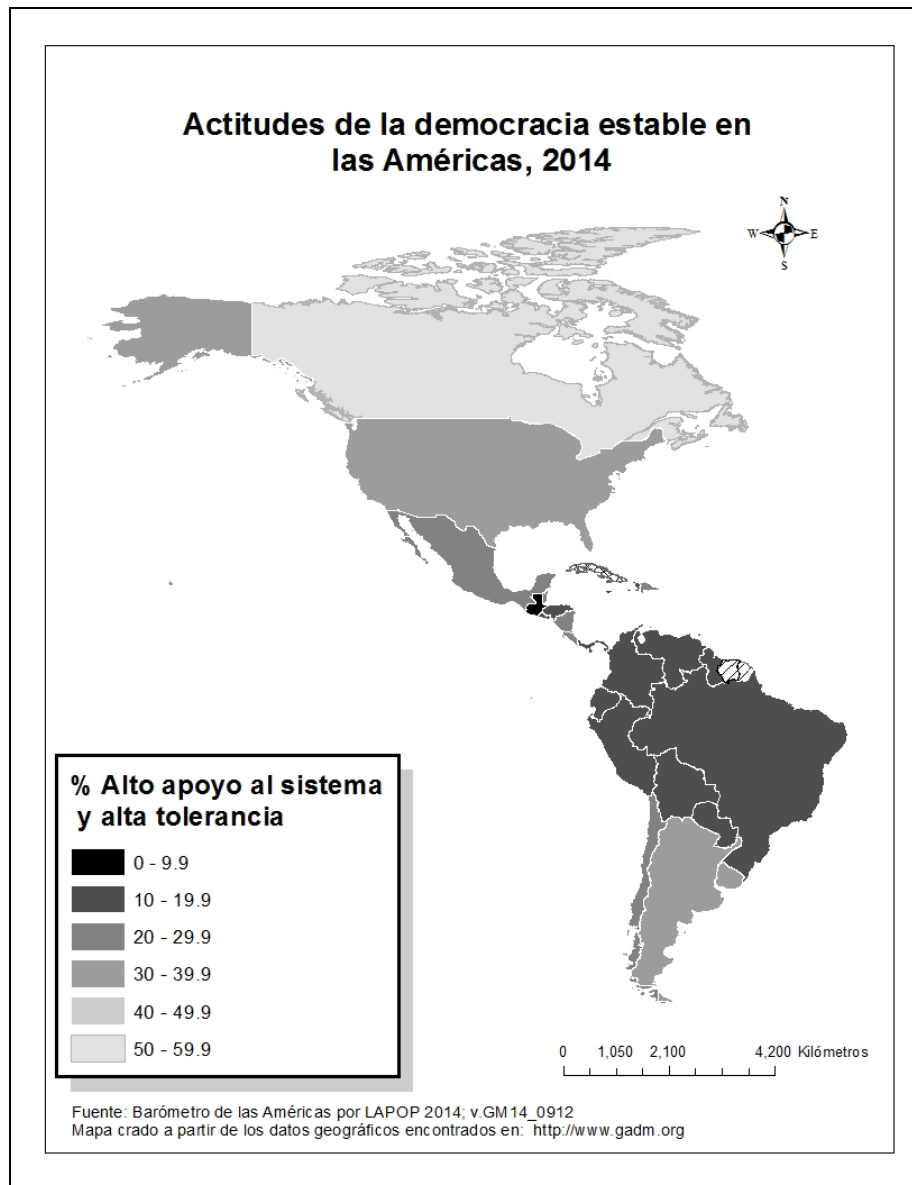 Actitudes de la democracia estable en
las Américas, 2014
N
W E
S
% Alto apoyo al sistema
y alta tolerancia
0 - 9.9
10 - 19.9
20 - 29.9
30 - 39.9
40 - 49.9
50 - 59.9
0 1,050 2,100 4,200 Kilómetros
Fuente: Barómetro de las Américas por LAPOP 2014; v.GM14_0912
Mapa crado a partir de los datos geográficos encontrados en: http://www.gadm.org